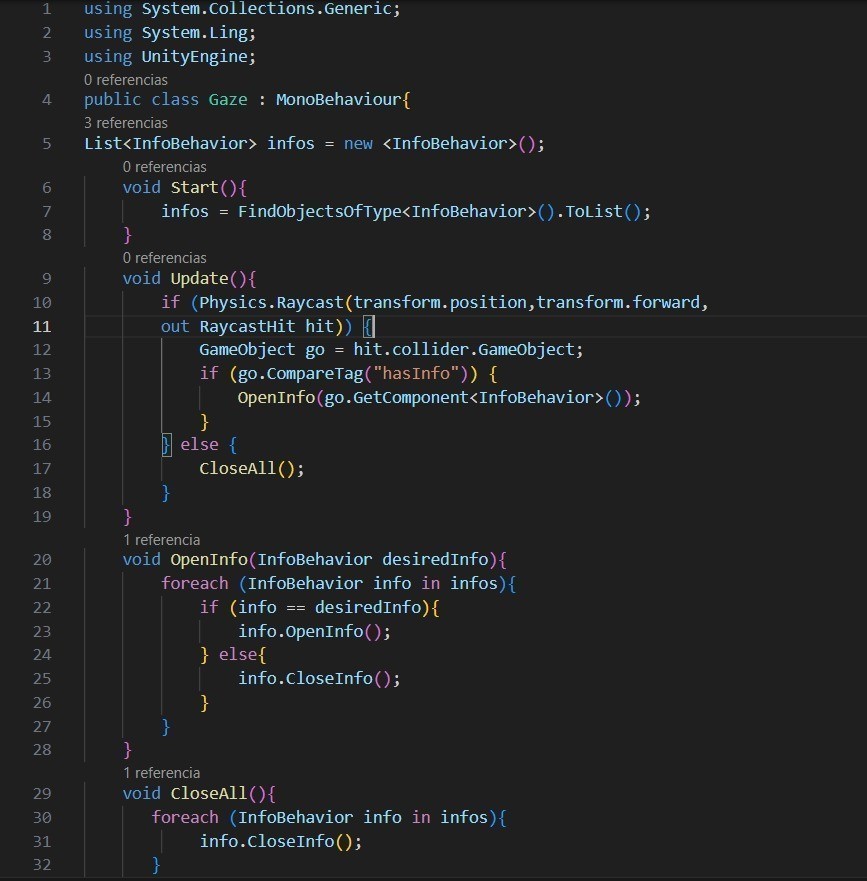 1 using System.Collections.Generic;
2 using System.Ling;
3 using UnityEngine;
0 referencias
4 public class Gaze : MonoBehaviour{
3 referencias
5 List<InfoBehavior> infos = new <InfoBehavior>();
0 referencias
6 void Start(){
7 infos = FindObjectsOfType<InfoBehavior>().ToList();
8 }
0 referencias
9 void Update(){
10 if (Physics.Raycast(transform.position,transform.forward,
11 out RaycastHit hit)) {
12 GameObject go = hit.collider.GameObject;
13 if (go.CompareTag("hasInfo")) {
14 OpenInfo(go.GetComponent<InfoBehavior>());
15 }
16 } else {
17 CloseAll();
18 }
19 }
1 referencia
20 void OpenInfo(InfoBehavior desiredInfo){
21 foreach (InfoBehavior info in infos){
22 if (info == desiredInfo){
23 info.OpenInfo();
24 } else{
25 info.CloseInfo();
26 }
27 }
28 }
1 referencia
29 void CloseAll(){
30 foreach (InfoBehavior info in infos){
31 info.CloseInfo();
32 }